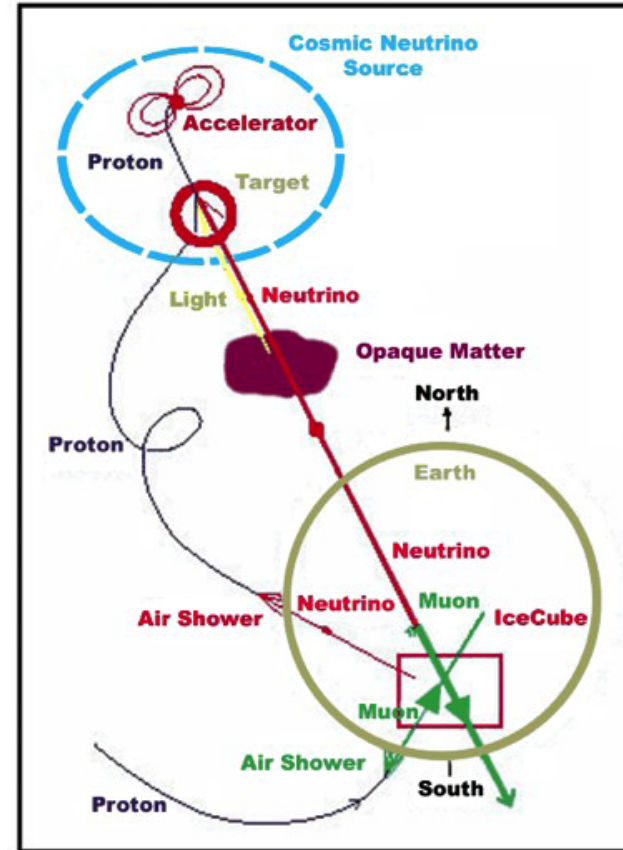 Cosmic Neutrino
Source
Accelerator
Proton
Target
Light
Neutrino
Opaque Matter
North
Proton
Earth
Neutrino
Neutrino
Muon
IceCube
Air Shower
Muon
Air Shower
South
Proton